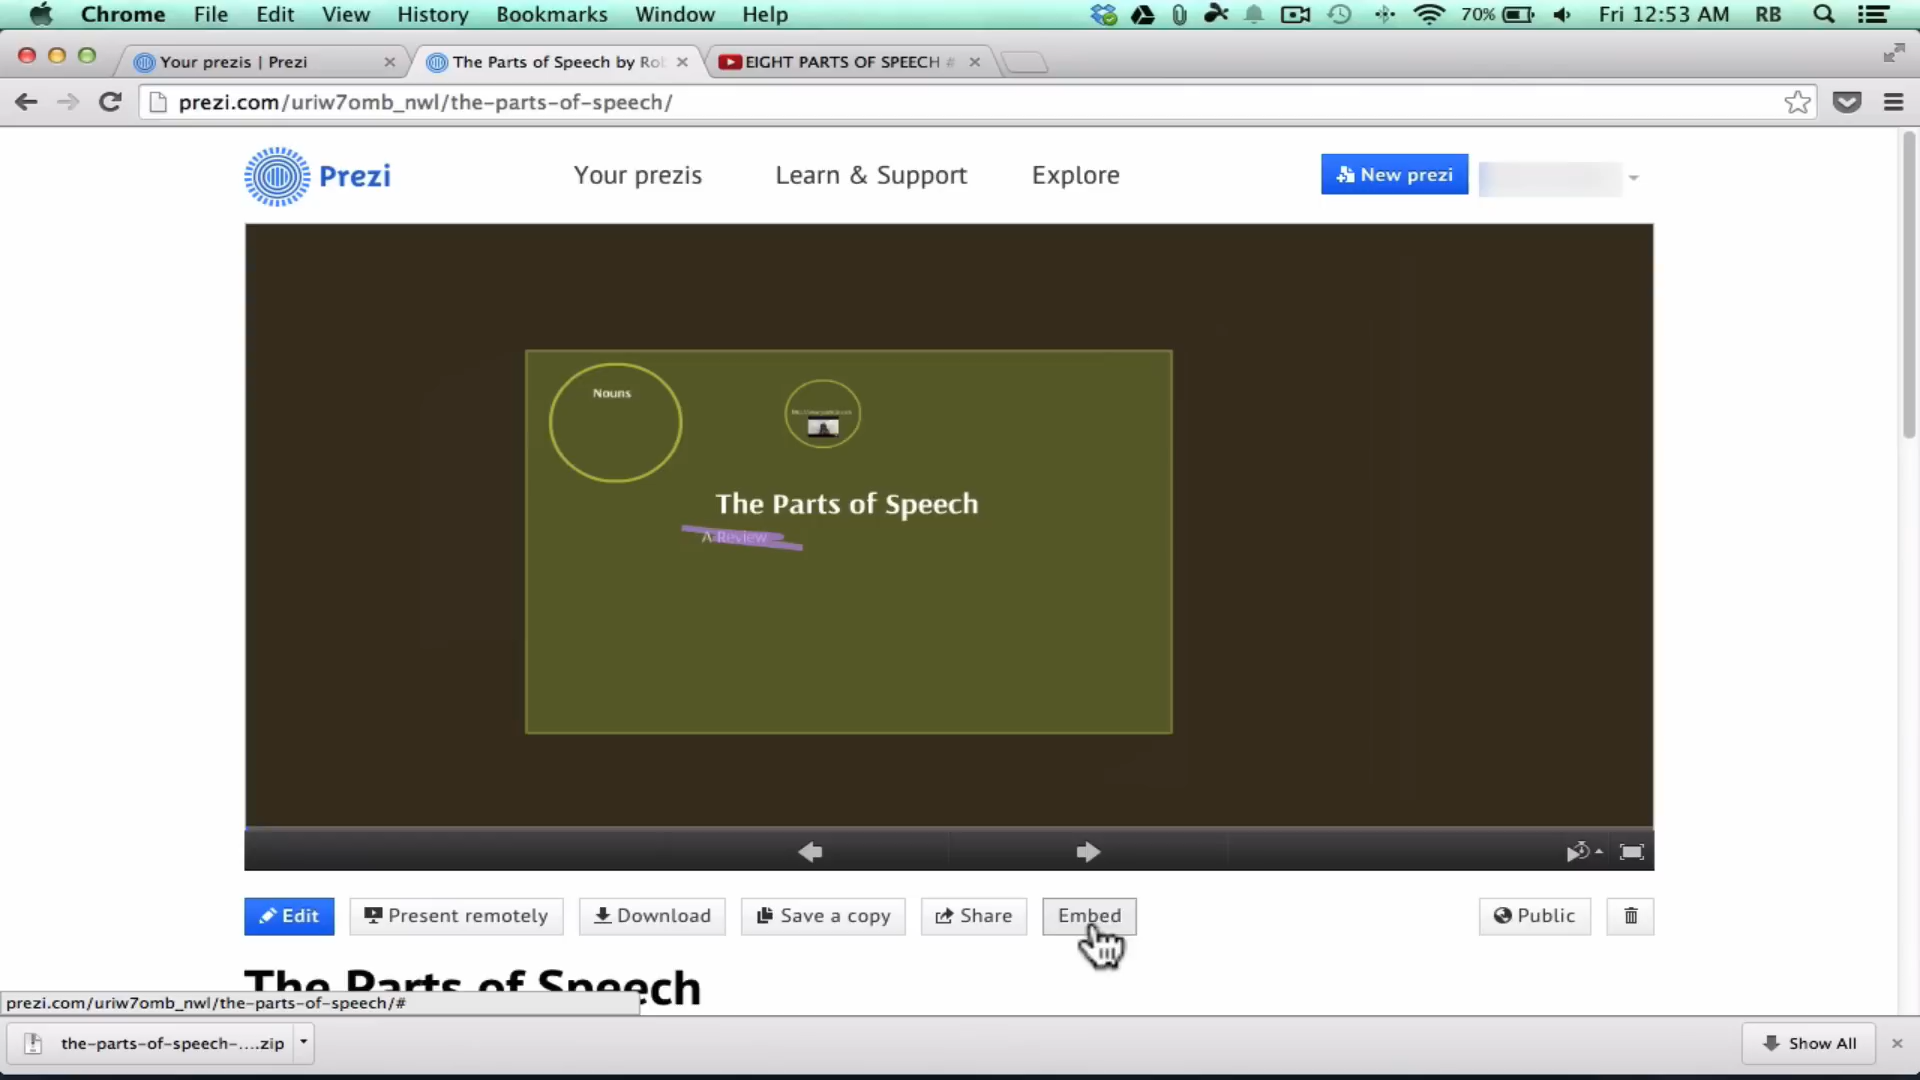 Chrome File Edit View History Bookmarks Window Help 70% Fri 12:53 AM RB
Your prezis | Prezi
The Parts of Speech by Rob
EIGHT PARTS OF SPEECH
prezi.com/uriw7omb_nwl/the-parts-of-speech/
Prezi Your prezis Learn & Support Explore New prezi
Nouns
The Parts of Speech
A Review
Edit Present remotely Download Save a copy Share Embed Public
The Parts of Speech
prezi.com/uriw7omb_nwl/the-parts-of-speech/#
the-parts-of-speech-....zip Show All